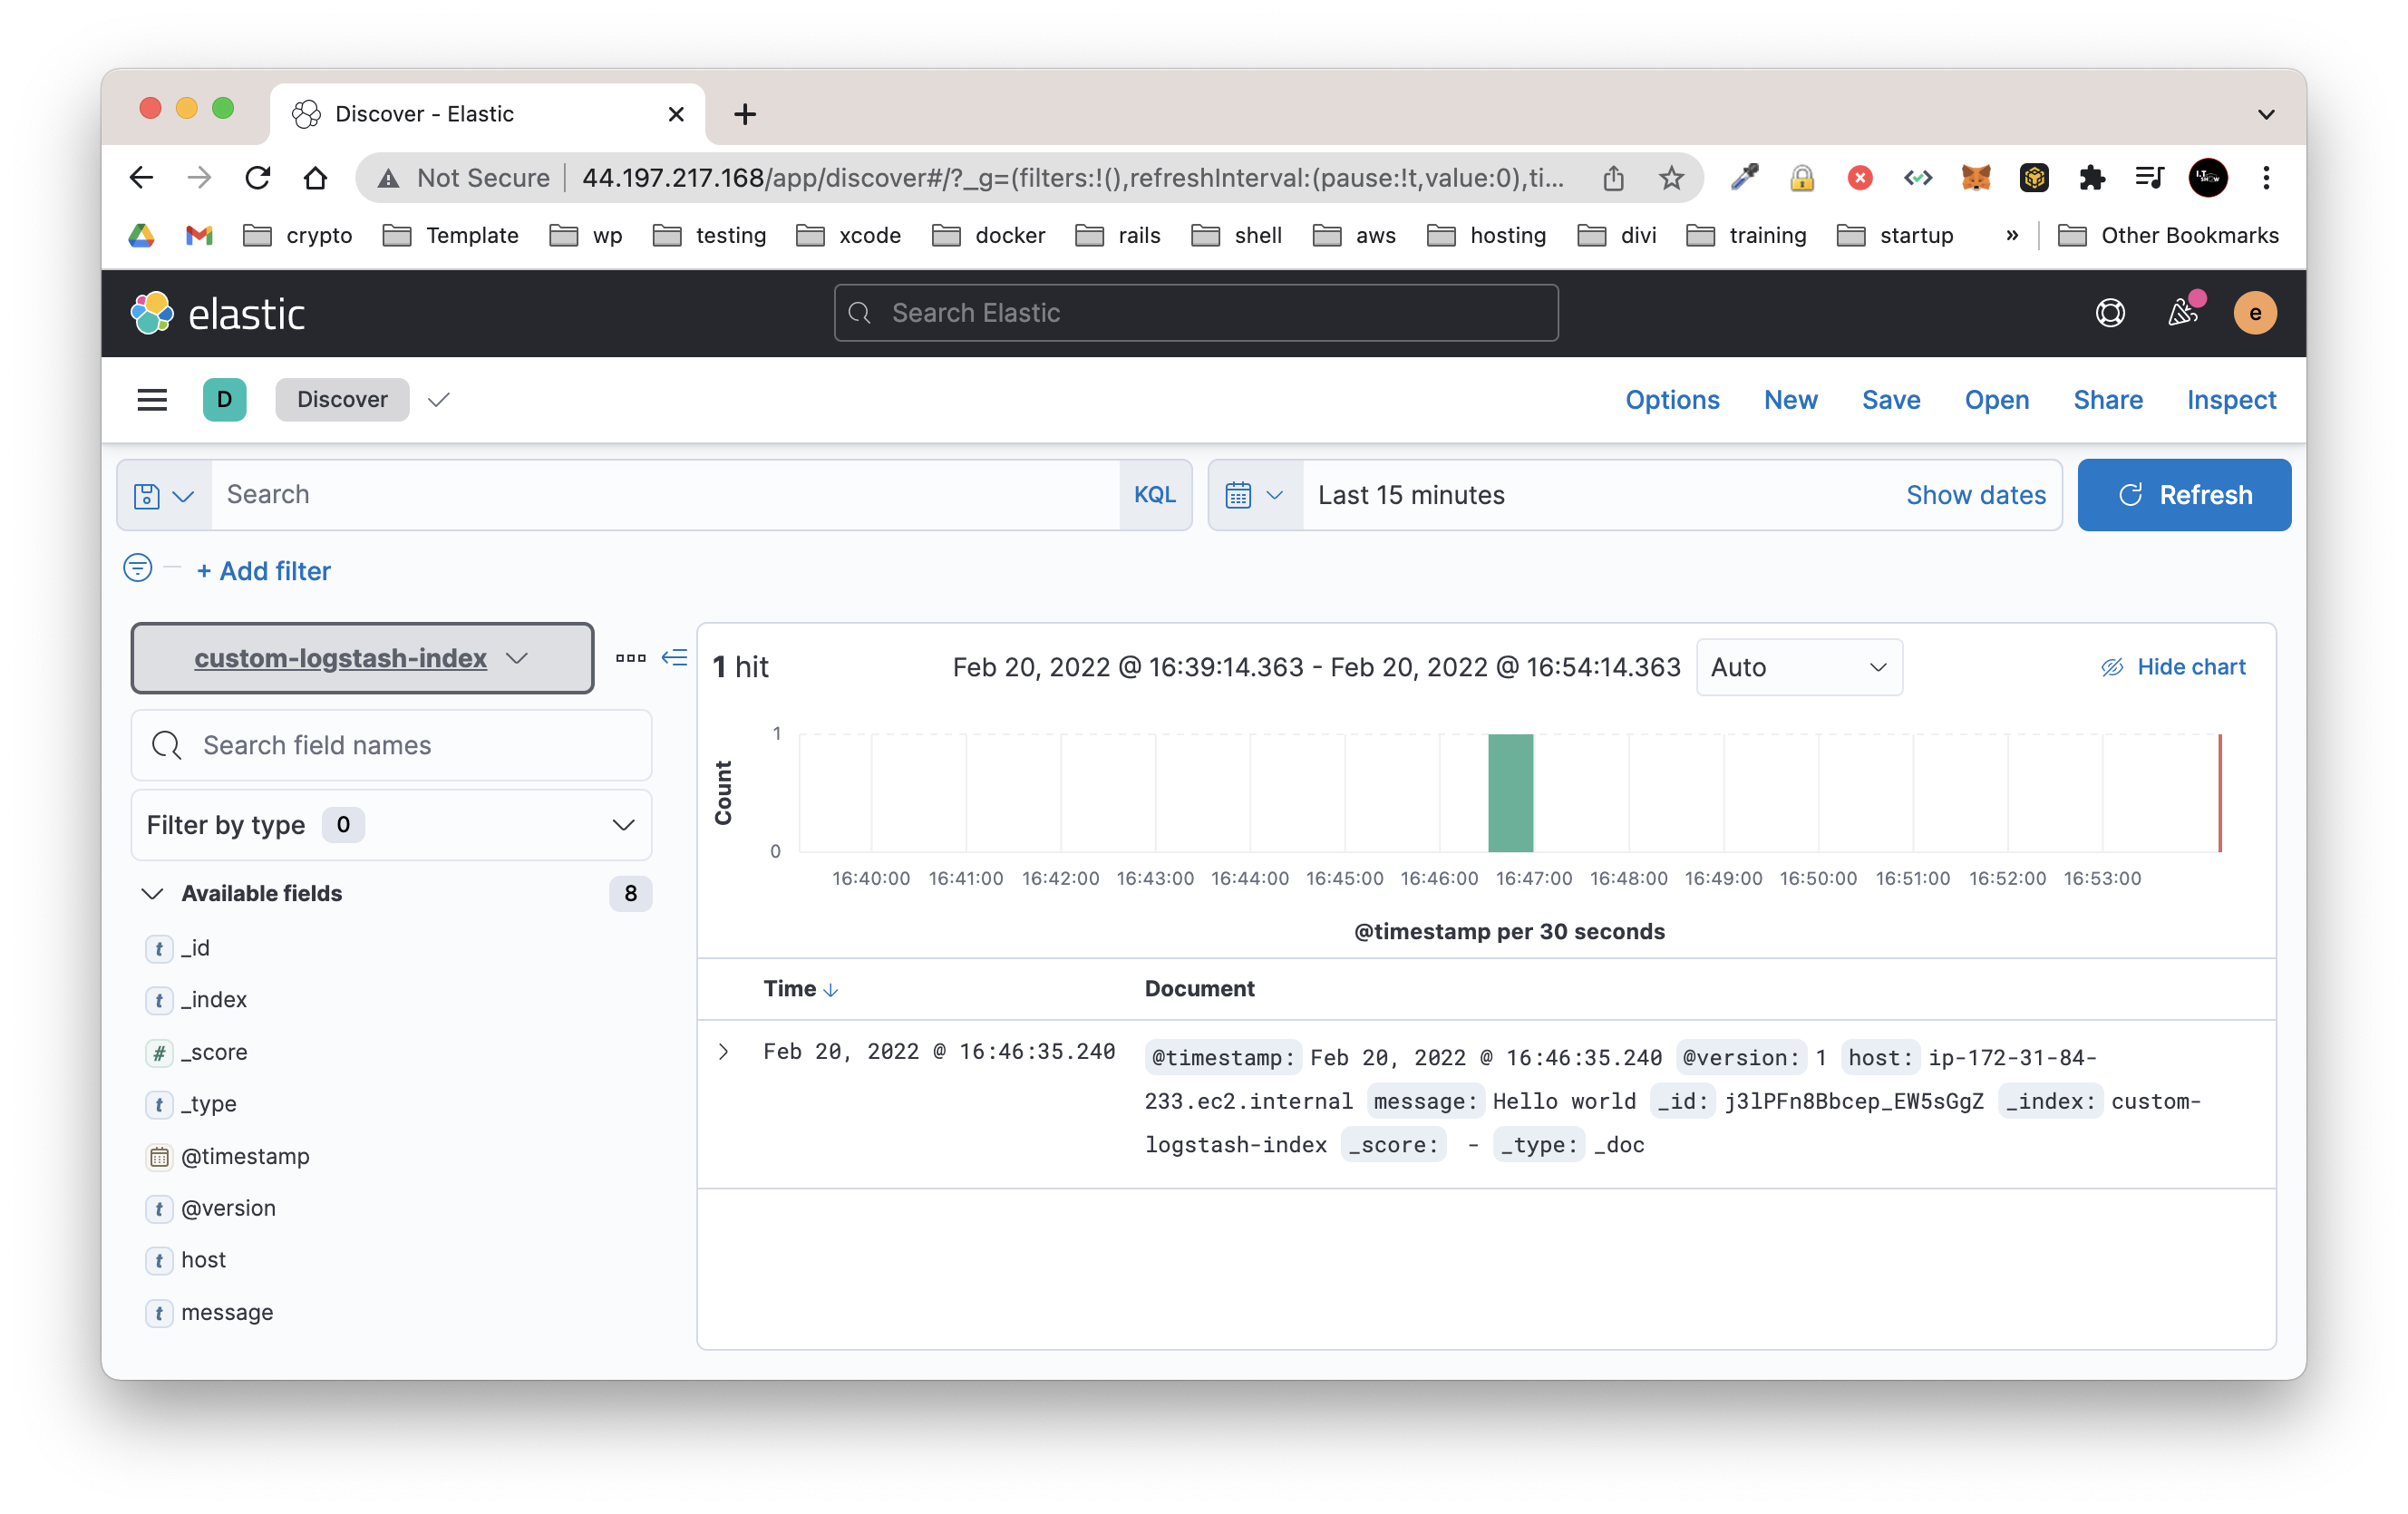 Discover - Elastic
Not Secure 44.197.217.168/app/discover#/?_g=(filters:!(),refreshInterval:(pause:!t,value:0),ti...
crypto Template wp testing xcode docker rails shell aws hosting divi training startup » Other Bookmarks
elastic Search Elastic e
D Discover Options New Save Open Share Inspect
Search KQL Last 15 minutes Show dates Refresh
+ Add filter
custom-logstash-index
Search field names
Filter by type 0
Available fields 8
_id
_index
# _score
_type
@timestamp
@version
host
message
1 hit Feb 20, 2022 @ 16:39:14.363 - Feb 20, 2022 @ 16:54:14.363 Auto Hide chart
1
Count
0
16:40:00 16:41:00 16:42:00 16:43:00 16:44:00 16:45:00 16:46:00 16:47:00 16:48:00 16:49:00 16:50:00 16:51:00 16:52:00 16:53:00
@timestamp per 30 seconds
Time Document
Feb 20, 2022 @ 16:46:35.240 @timestamp: Feb 20, 2022 @ 16:46:35.240 @version: 1 host: ip-172-31-84-
233.ec2.internal message: Hello world _id: j3lPFn8Bbcep_EW5sGgZ _index: custom-
logstash-index _score: - _type: _doc